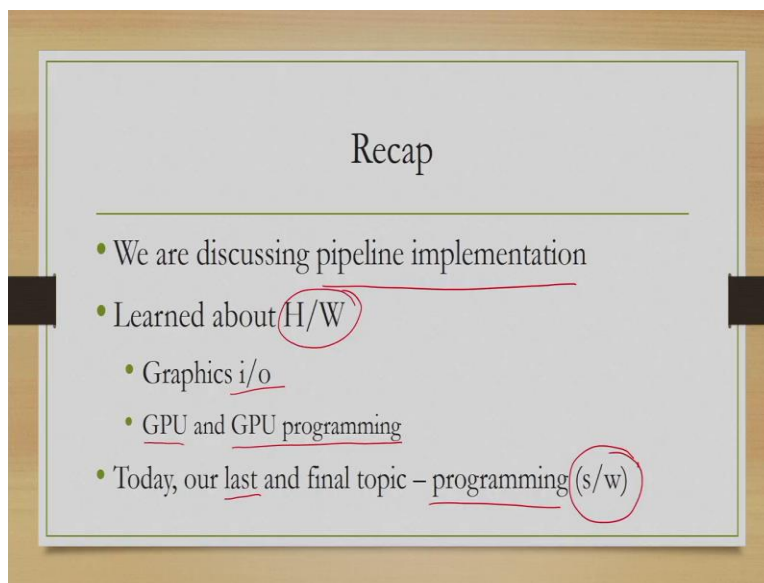 Recap
• We are discussing pipeline implementation
• Learned about H/W
• Graphics i/o
• GPU and GPU programming
• Today, our last and final topic – programming (s/w)